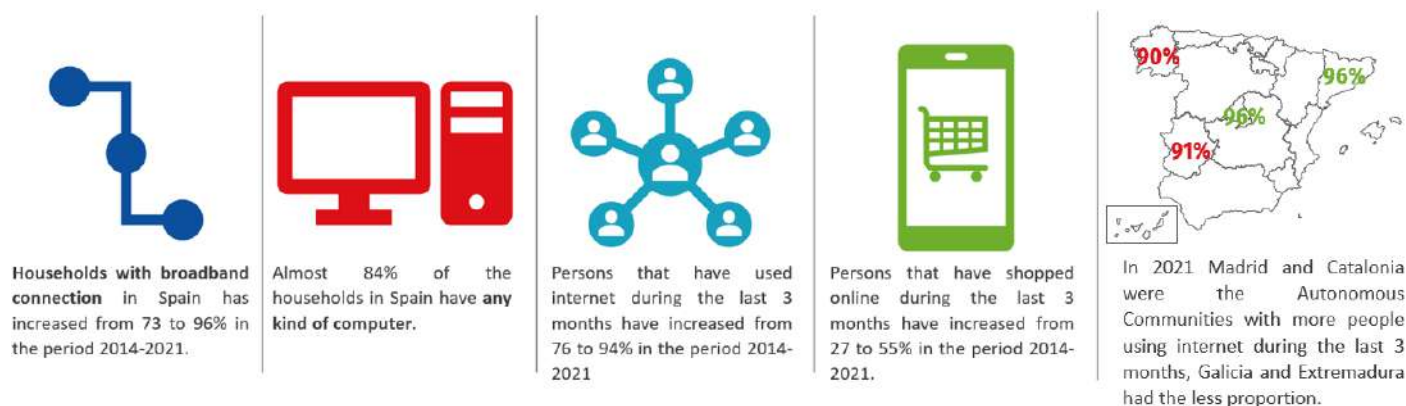 Households with broadband
connection in Spain has
increased from 73 to 96% in
the period 2014-2021.
Almost 84% of the
households in Spain have any
kind of computer.
Persons that have used
internet during the last 3
months have increased from
76 to 94% in the period 2014-
2021
Persons that have shopped
online during the last 3
months have increased from
27 to 55% in the period 2014-
2021.
90%
96%
96%
91%
In 2021 Madrid and Catalonia
were the Autonomous
Communities with more people
using internet during the last 3
months, Galicia and Extremadura
had the less proportion.